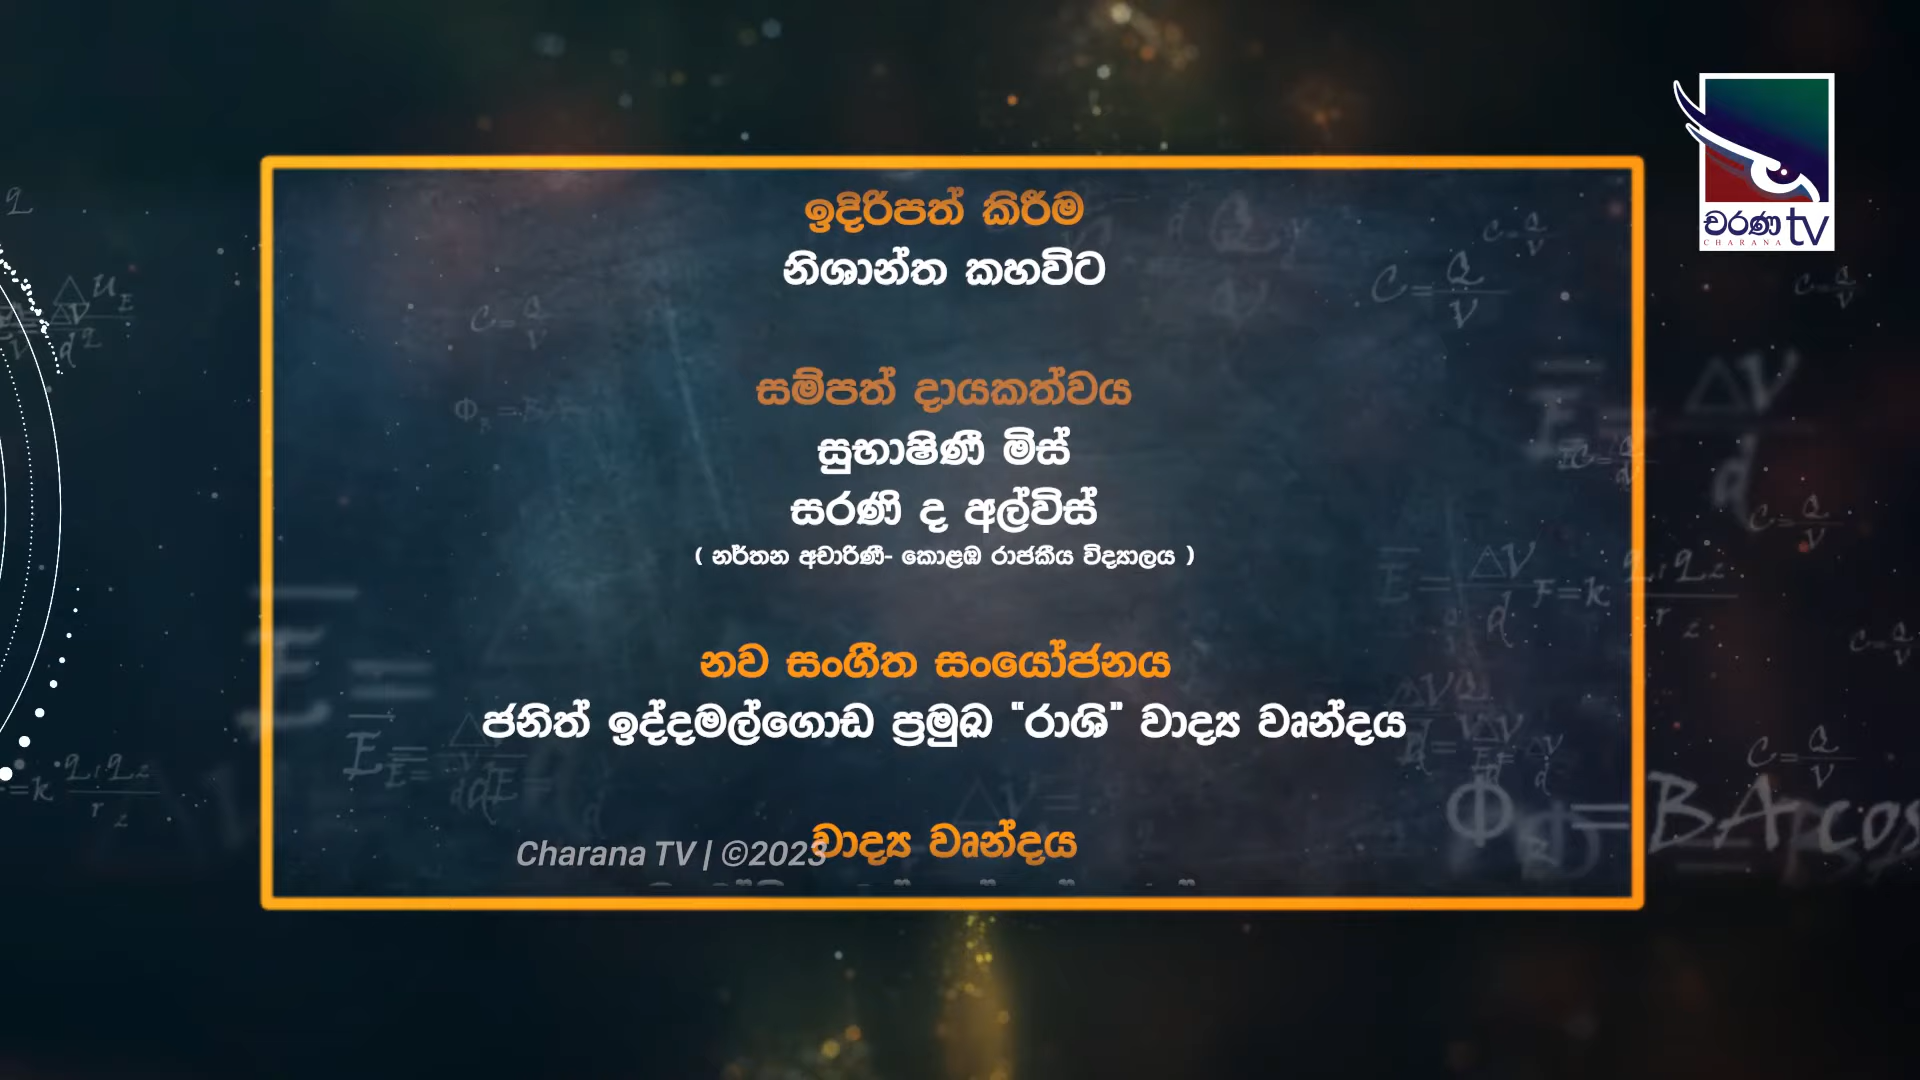 චරණ tv
CHARANA
ඉදිරිපත් කිරීම
නිශාන්ත කහවිට
සම්පත් දායකත්වය
සුභාෂිණී මිස්
සරණි ද අල්විස්
( නර්තන අචාරිණී- කොළඹ රාජකීය විද්‍යාලය )
නව සංගීත සංයෝජනය
ජනිත් ඉද්දමල්ගොඩ ප්‍රමුඛ "රාශි" වාද්‍ය වෘන්දය
වාද්‍ය වෘන්දය
Charana TV | ©2023